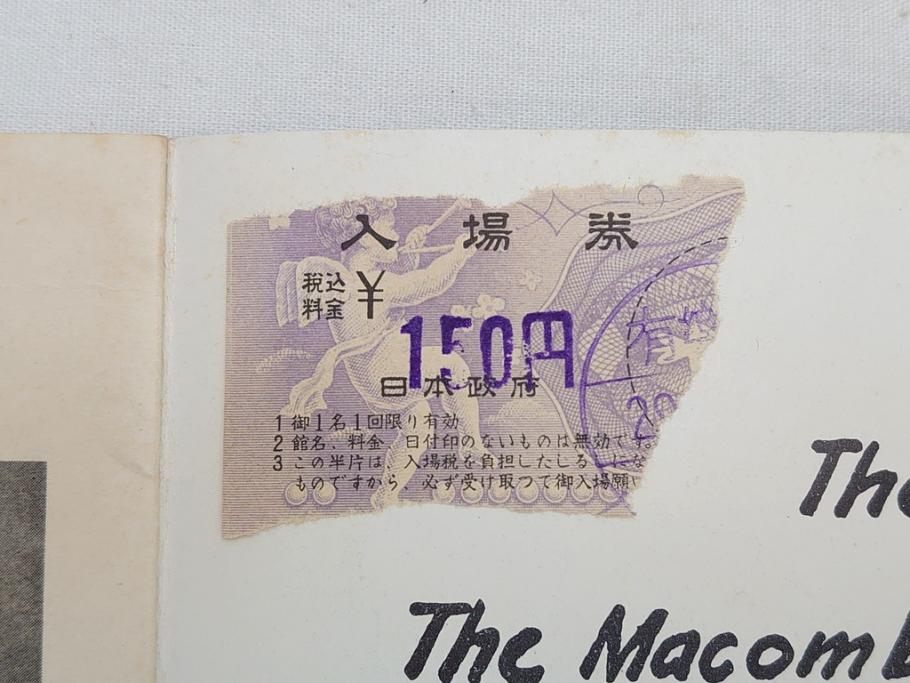 入場券
税込
料金 ¥
150円
日本政府
1 御1名1回限り有効
2 館名、料金、日付印のないものは無効です
3 この半片は、入場税を負担したしるしにな
ものですから、必ず受け取つて御入場願い
有
20
The
The Macomb